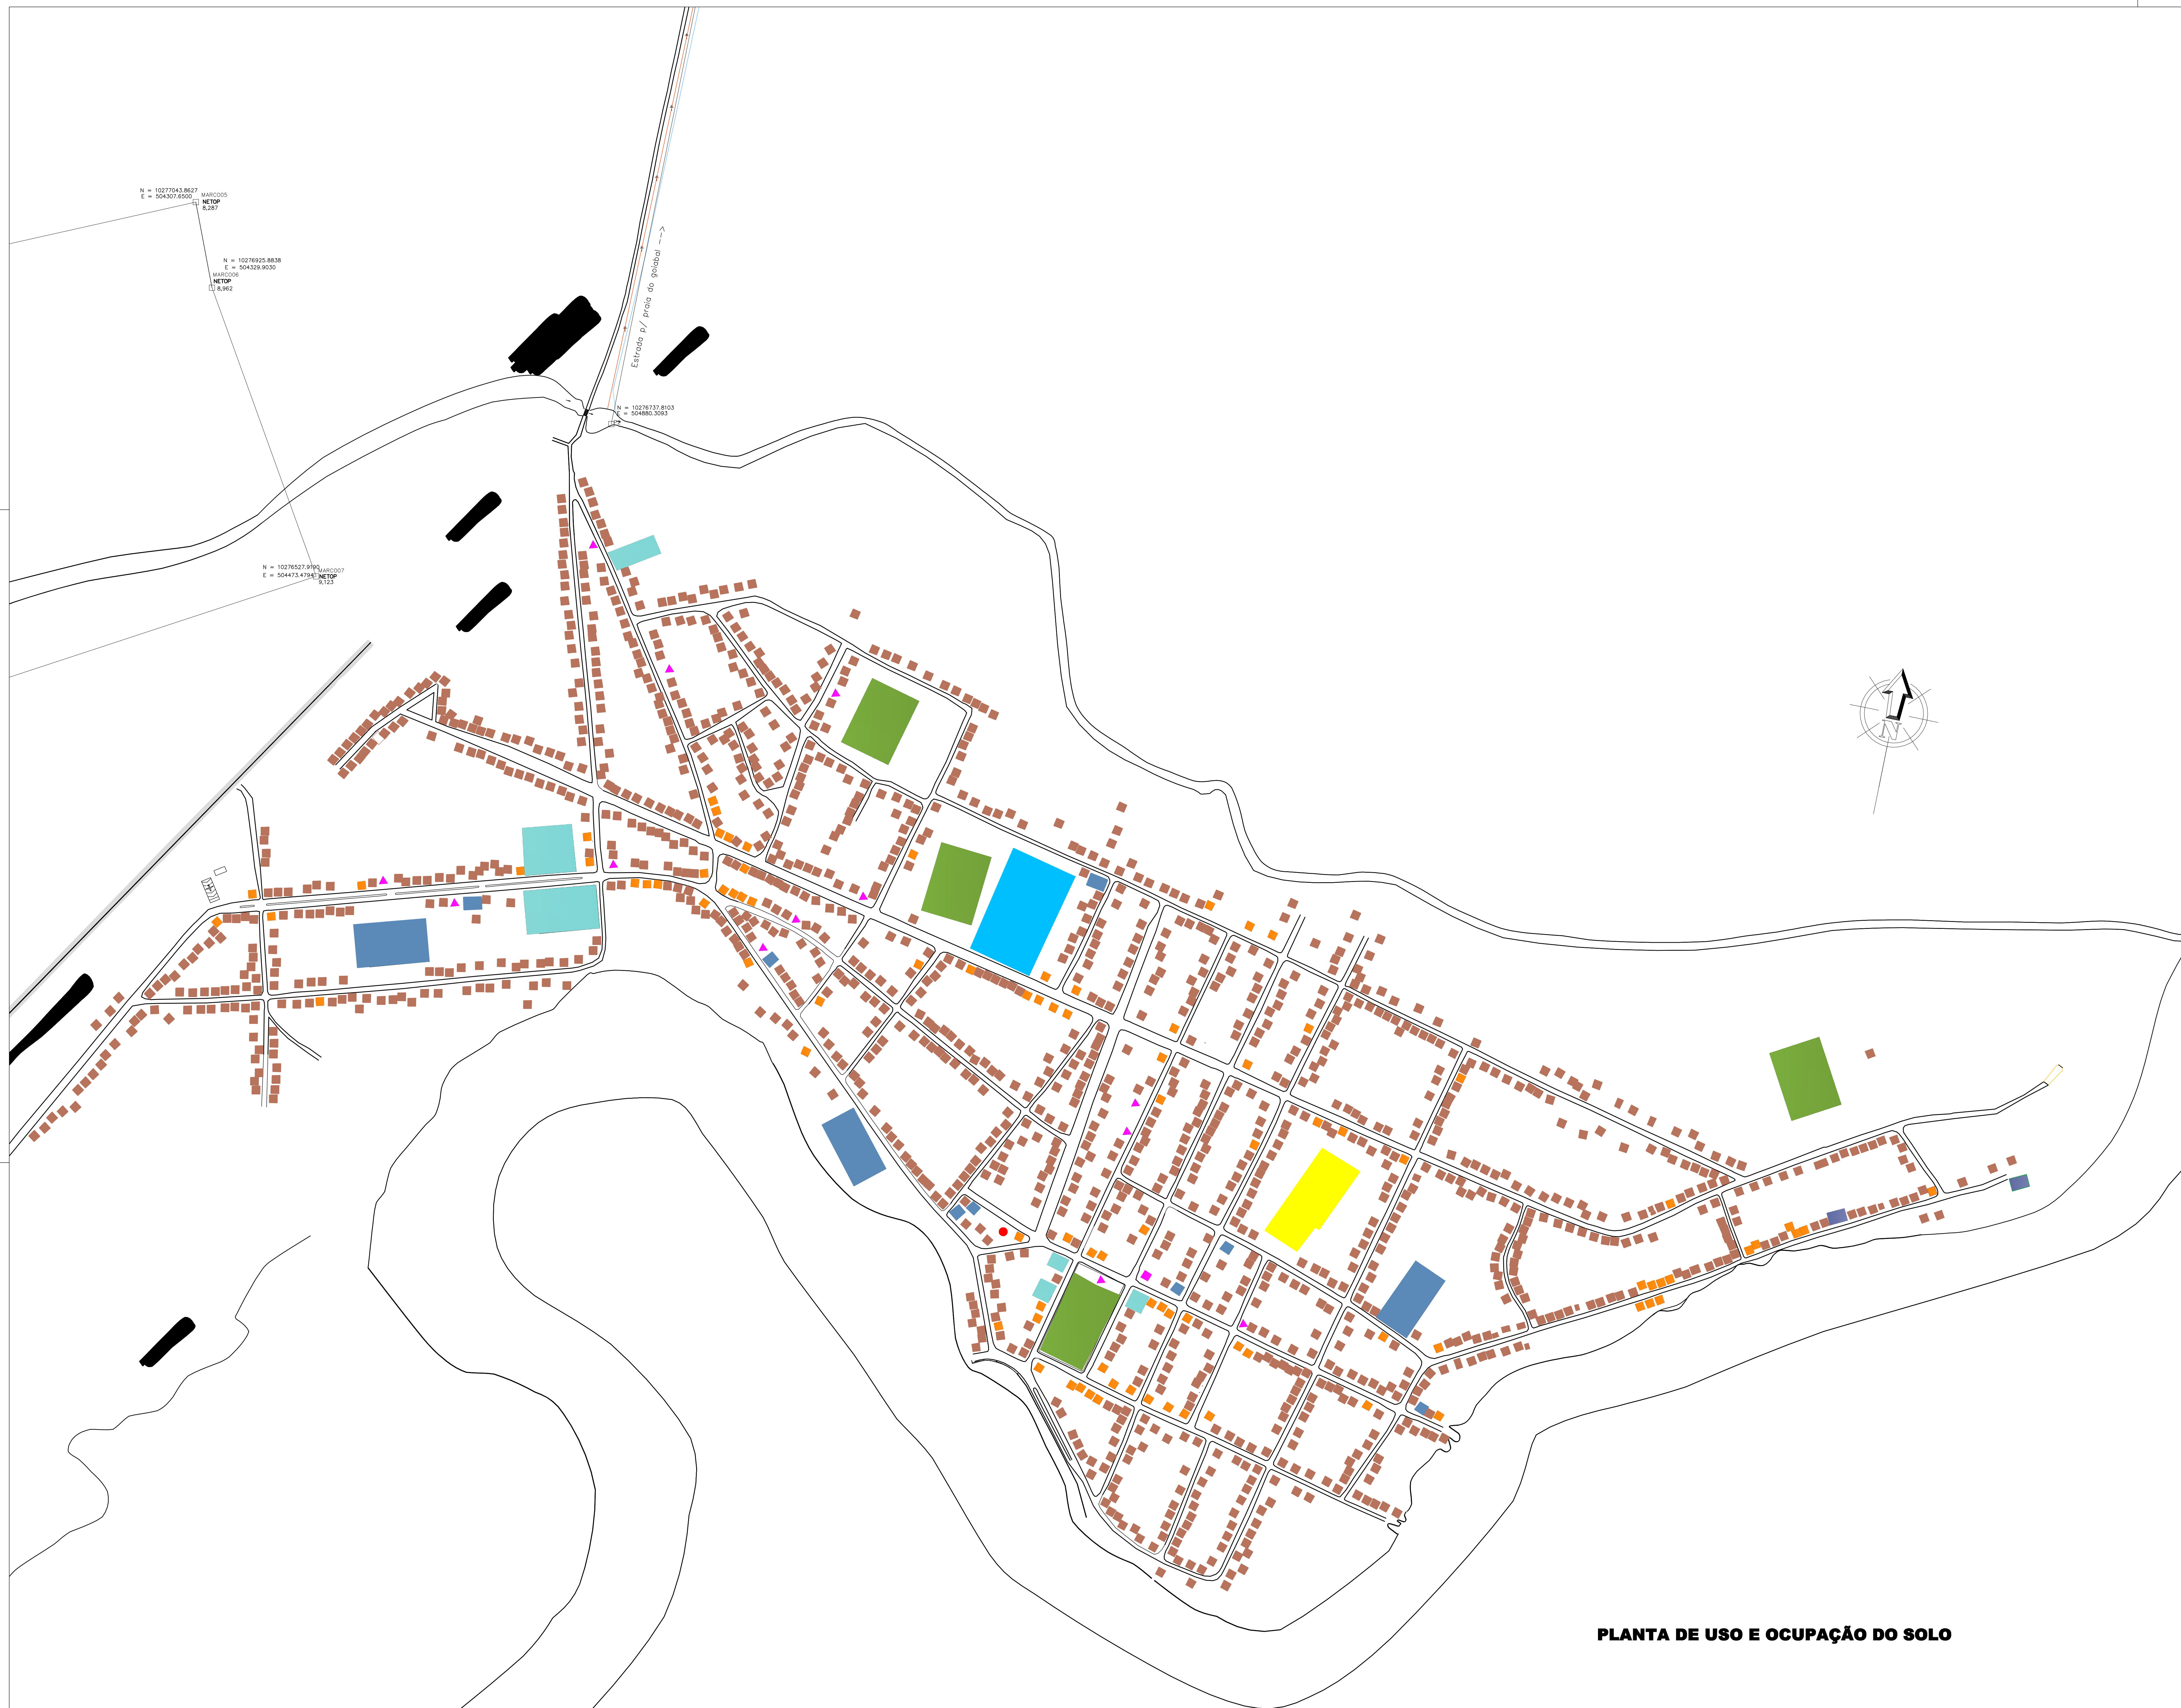 N = 10277043.8627
E = 504307.6500
MARCO05
NETOP
8,287
N = 10276925.8838
E = 504329.9030
MARCO06
NETOP
8,962
Estrada p/ praia do goiabal -->
N = 10276737.8103
E = 504880.3093
N = 10276527.9190
E = 504473.4794
MARCO07
NETOP
9,123
N
PLANTA DE USO E OCUPAÇÃO DO SOLO